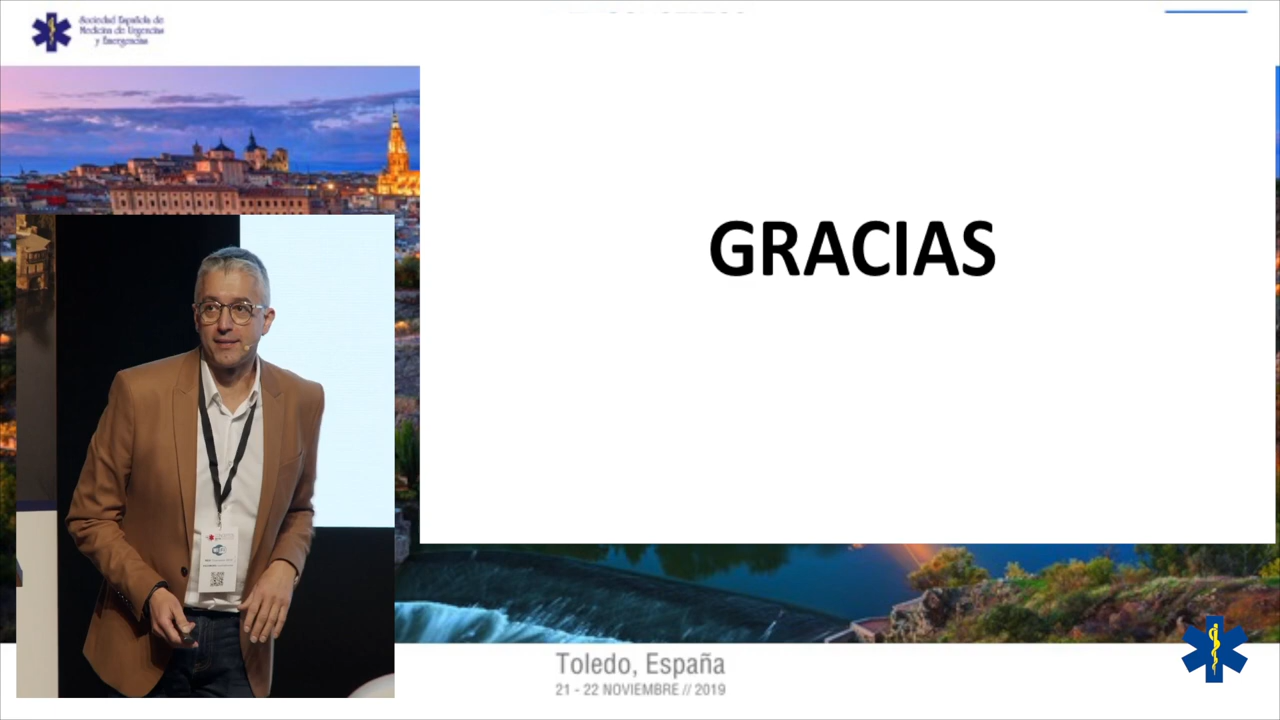 Sociedad Española de
Medicina de Urgencias
y Emergencias
GRACIAS
Toledo, España
21 - 22 NOVIEMBRE // 2019